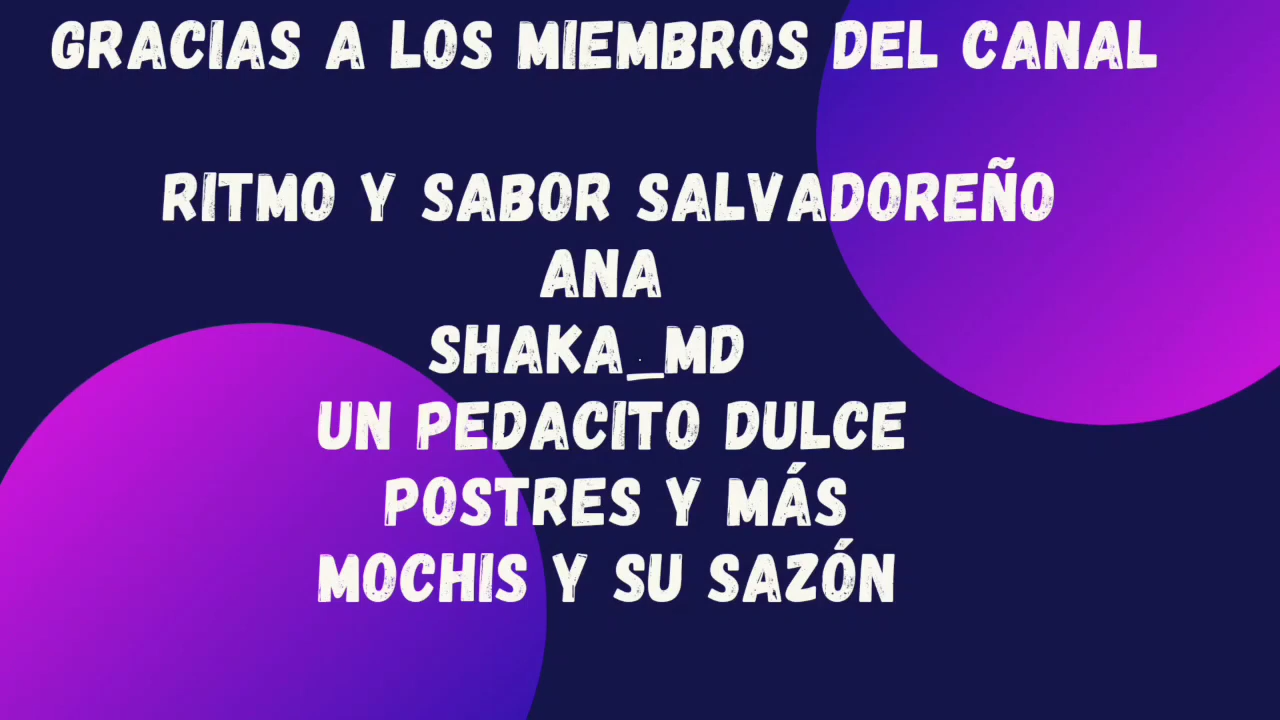 GRACIAS A LOS MIEMBROS DEL CANAL
RITMO Y SABOR SALVADOREÑO
ANA
SHAKA_MD
UN PEDACITO DULCE
POSTRES Y MÁS
MOCHIS Y SU SAZÓN